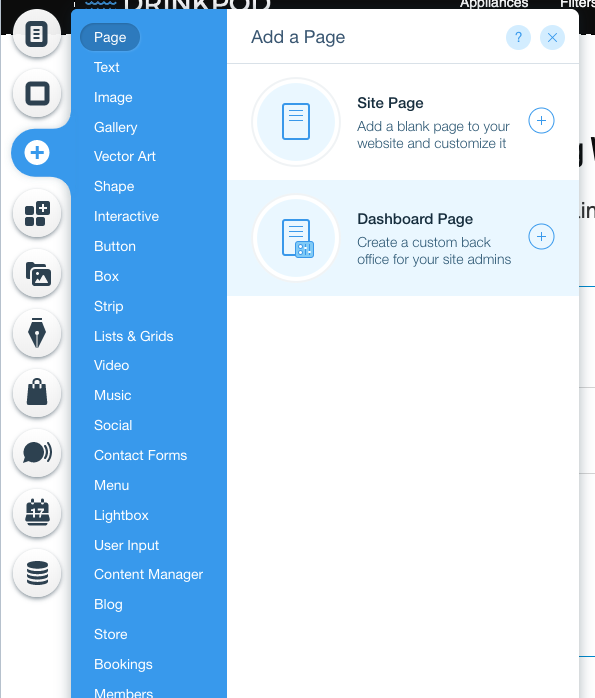 DRINKPOD
Appliances
Filters
Page
Text
Image
Gallery
Vector Art
Shape
Interactive
Button
Box
Strip
Lists & Grids
Video
Music
Social
Contact Forms
Menu
Lightbox
User Input
Content Manager
Blog
Store
Bookings
Members
Add a Page
?
Site Page
Add a blank page to your
website and customize it
Dashboard Page
Create a custom back
office for your site admins
17